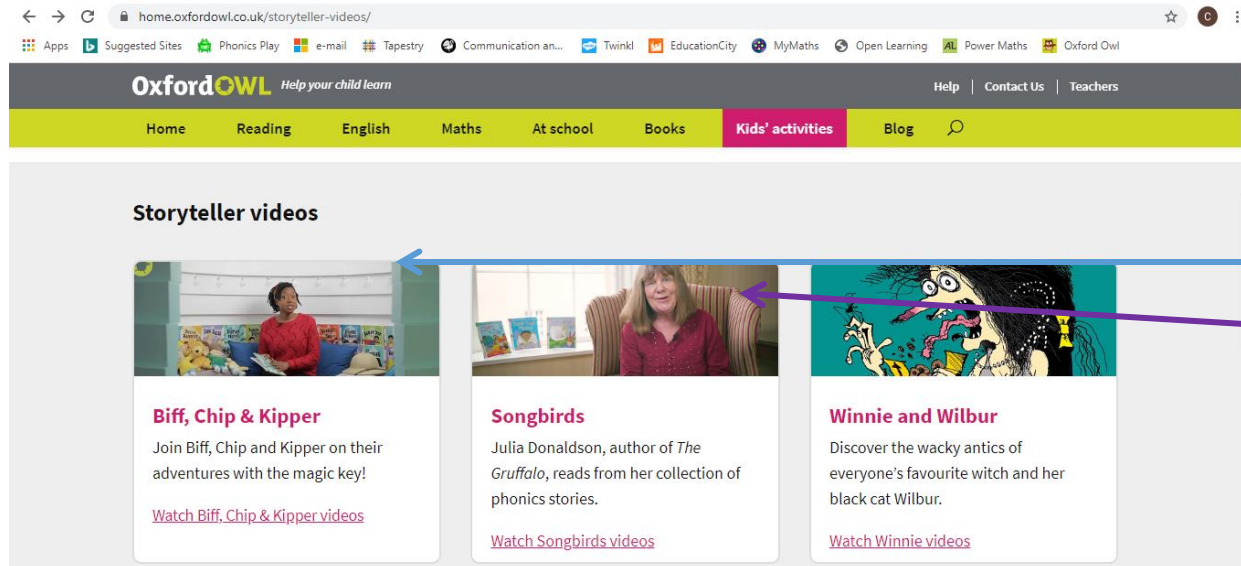 home.oxfordowl.co.uk/storyteller-videos/
C
Apps Suggested Sites Phonics Play e-mail Tapestry Communication an... Twinkl EducationCity MyMaths Open Learning AL Power Maths Oxford Owl
OxfordOWL Help your child learn Help | Contact Us | Teachers
Home Reading English Maths At school Books Kids' activities Blog
Storyteller videos
Biff, Chip & Kipper
Join Biff, Chip and Kipper on their
adventures with the magic key!
Watch Biff, Chip & Kipper videos
Songbirds
Julia Donaldson, author of The
Gruffalo, reads from her collection of
phonics stories.
Watch Songbirds videos
Winnie and Wilbur
Discover the wacky antics of
everyone's favourite witch and her
black cat Wilbur.
Watch Winnie videos